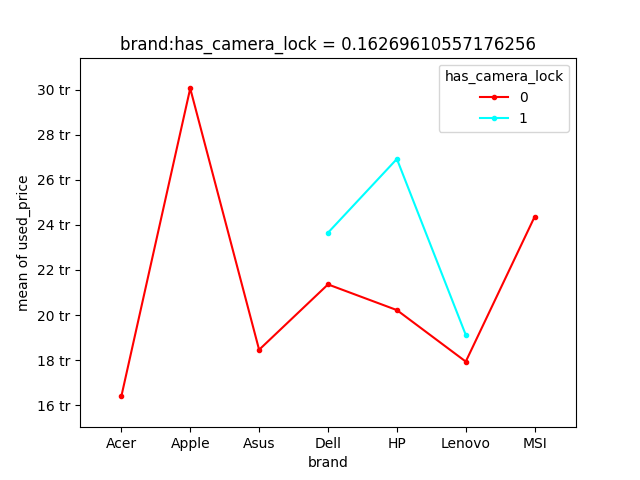 brand:has_camera_lock = 0.16269610557176256
has_camera_lock
0
1
30 tr
28 tr
26 tr
24 tr
22 tr
20 tr
18 tr
16 tr
mean of used_price
Acer Apple Asus Dell HP Lenovo MSI
brand